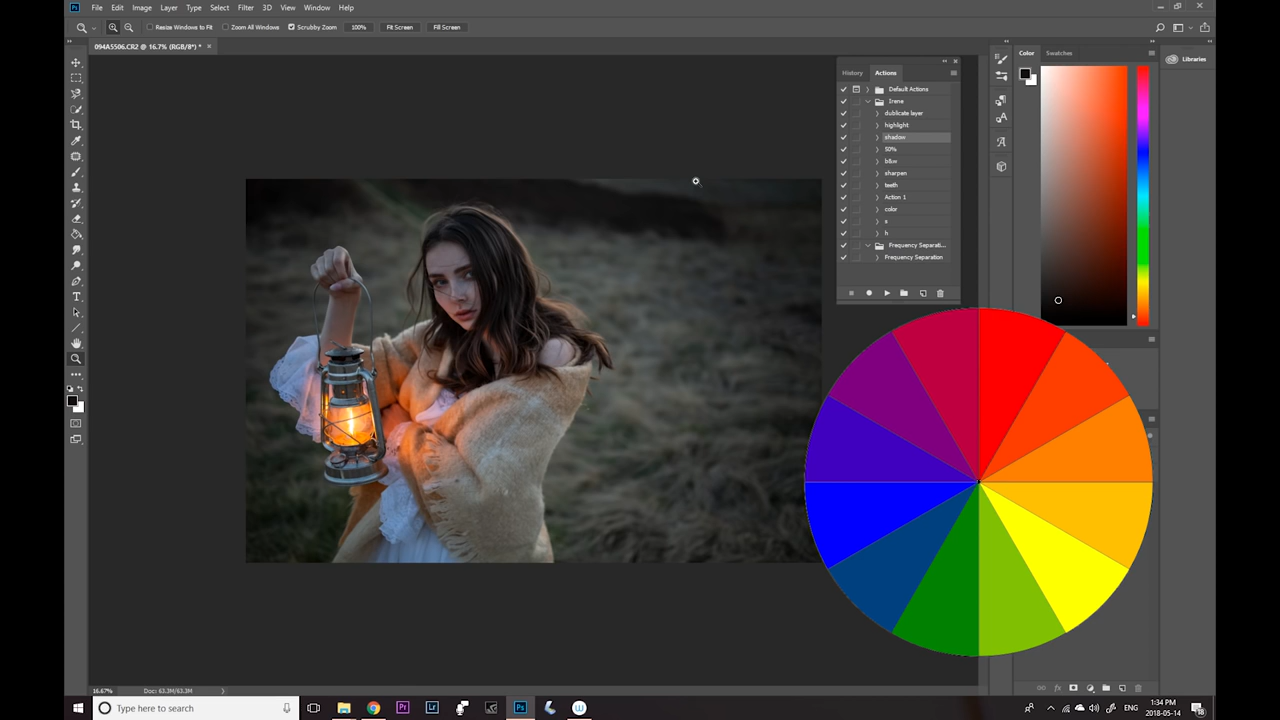 File Edit Image Layer Type Select Filter 3D View Window Help
Resize Windows to Fit Zoom All Windows Scrubby Zoom 100% Fit Screen Fill Screen
094A5506.CR2 @ 16.7% (RGB/8*) *
History Actions
Default Actions
Irene
dublicate layer
highlight
shadow
50%
b&w
sharpen
teeth
Action 1
color
s
h
Frequency Separati...
Frequency Separation
Color Swatches
Libraries
16.67% Doc: 63.3M/63.3M
Type here to search
1:34 PM
2018-05-14